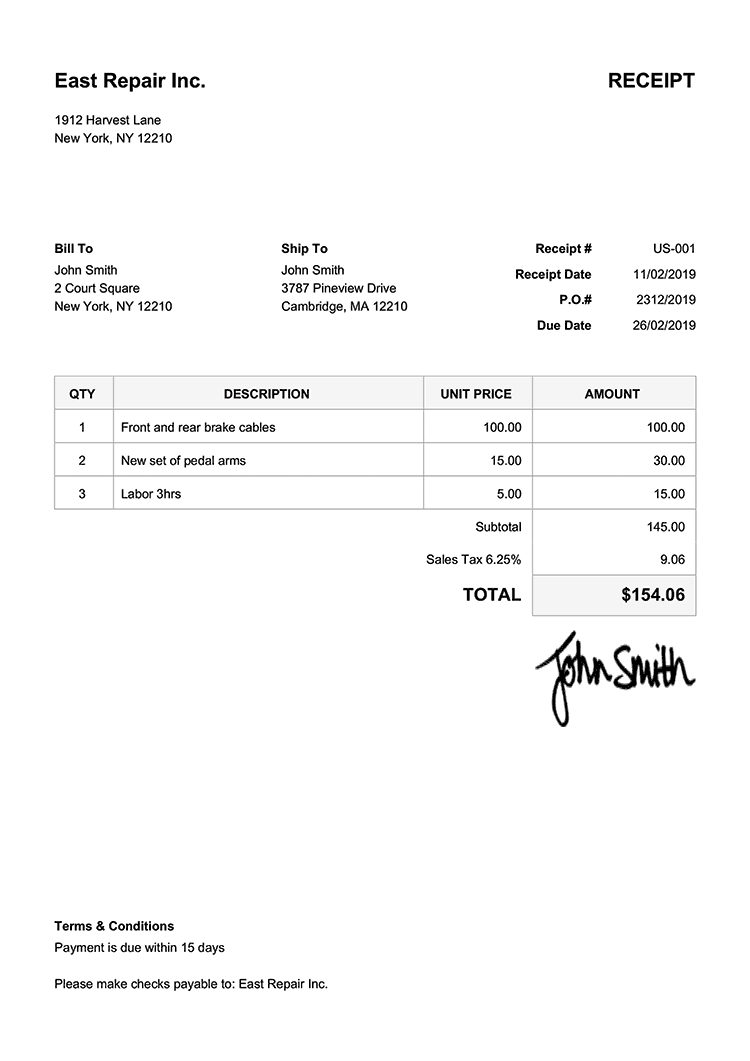 East Repair Inc. RECEIPT
1912 Harvest Lane
New York, NY 12210
Bill To Ship To Receipt # US-001
John Smith John Smith Receipt Date 11/02/2019
2 Court Square 3787 Pineview Drive P.O.# 2312/2019
New York, NY 12210 Cambridge, MA 12210 Due Date 26/02/2019
QTY DESCRIPTION UNIT PRICE AMOUNT
1 Front and rear brake cables 100.00 100.00
2 New set of pedal arms 15.00 30.00
3 Labor 3hrs 5.00 15.00
Subtotal 145.00
Sales Tax 6.25% 9.06
TOTAL $154.06
John Smith
Terms & Conditions
Payment is due within 15 days
Please make checks payable to: East Repair Inc.